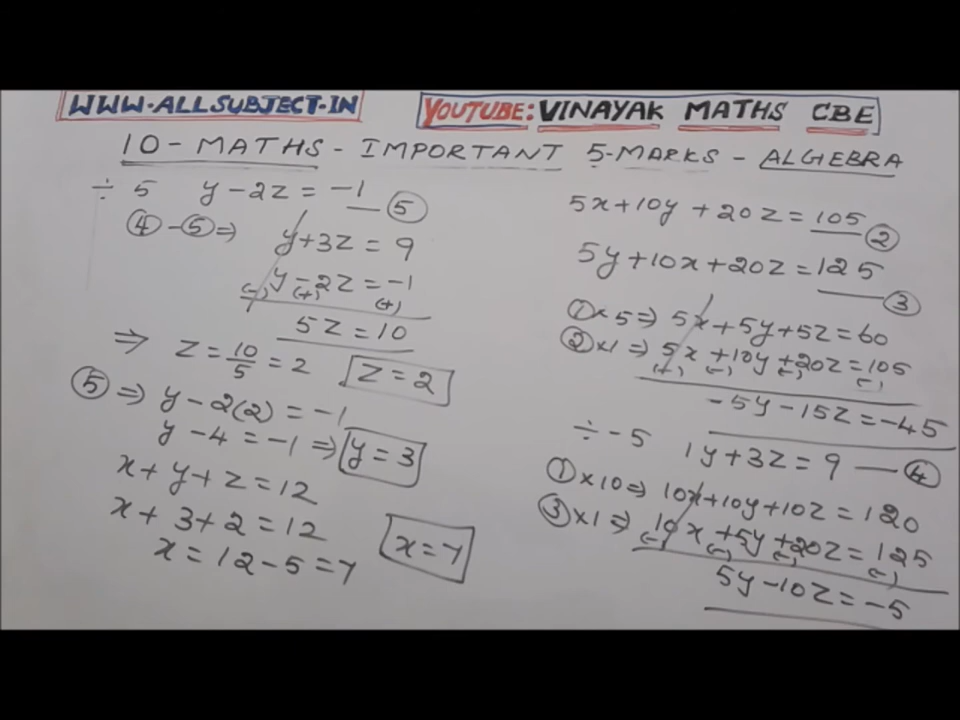 WWW.ALLSUBJECT.IN
YOUTUBE: VINAYAK MATHS CBE
10 - MATHS - IMPORTANT 5-MARKS - ALGEBRA
5x+10y+20z=105 ②
5y+10x+20z=125 ③
①×5⇒ 5x+5y+5z=60
②×1⇒ 5x+10y+20z=105
(-) (-) (-) (-)
-5y-15z=-45
÷-5 1y+3z=9 — ④
①×10⇒ 10x+10y+10z=120
③×1⇒ 10x+5y+20z=125
(-) (-) (-) (-)
5y-10z=-5
÷ 5 y-2z=-1 — ⑤
④-⑤⇒ y+3z=9
y-2z=-1
(-) (+) (+)
5z=10
⇒ z=10/5=2 z=2
⑤⇒ y-2(2)=-1
y-4=-1⇒ y=3
x+y+z=12
x+3+2=12
x=12-5=7 x=7